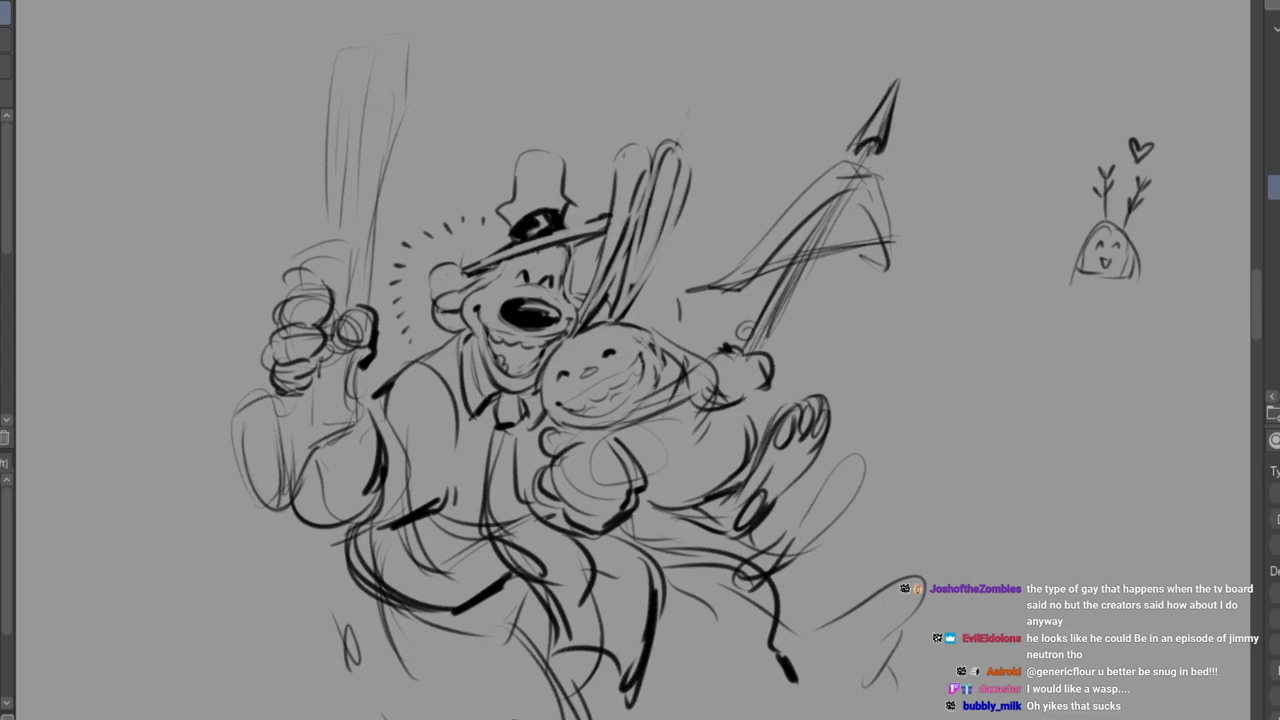 JoshoftheZombies the type of gay that happens when the tv board
said no but the creators said how about I do
anyway
EvilEidolons he looks like he could Be in an episode of jimmy
neutron tho
@genericflour u better be snug in bed!!!
I would like a wasp....
bubbly_milk Oh yikes that sucks
Ty